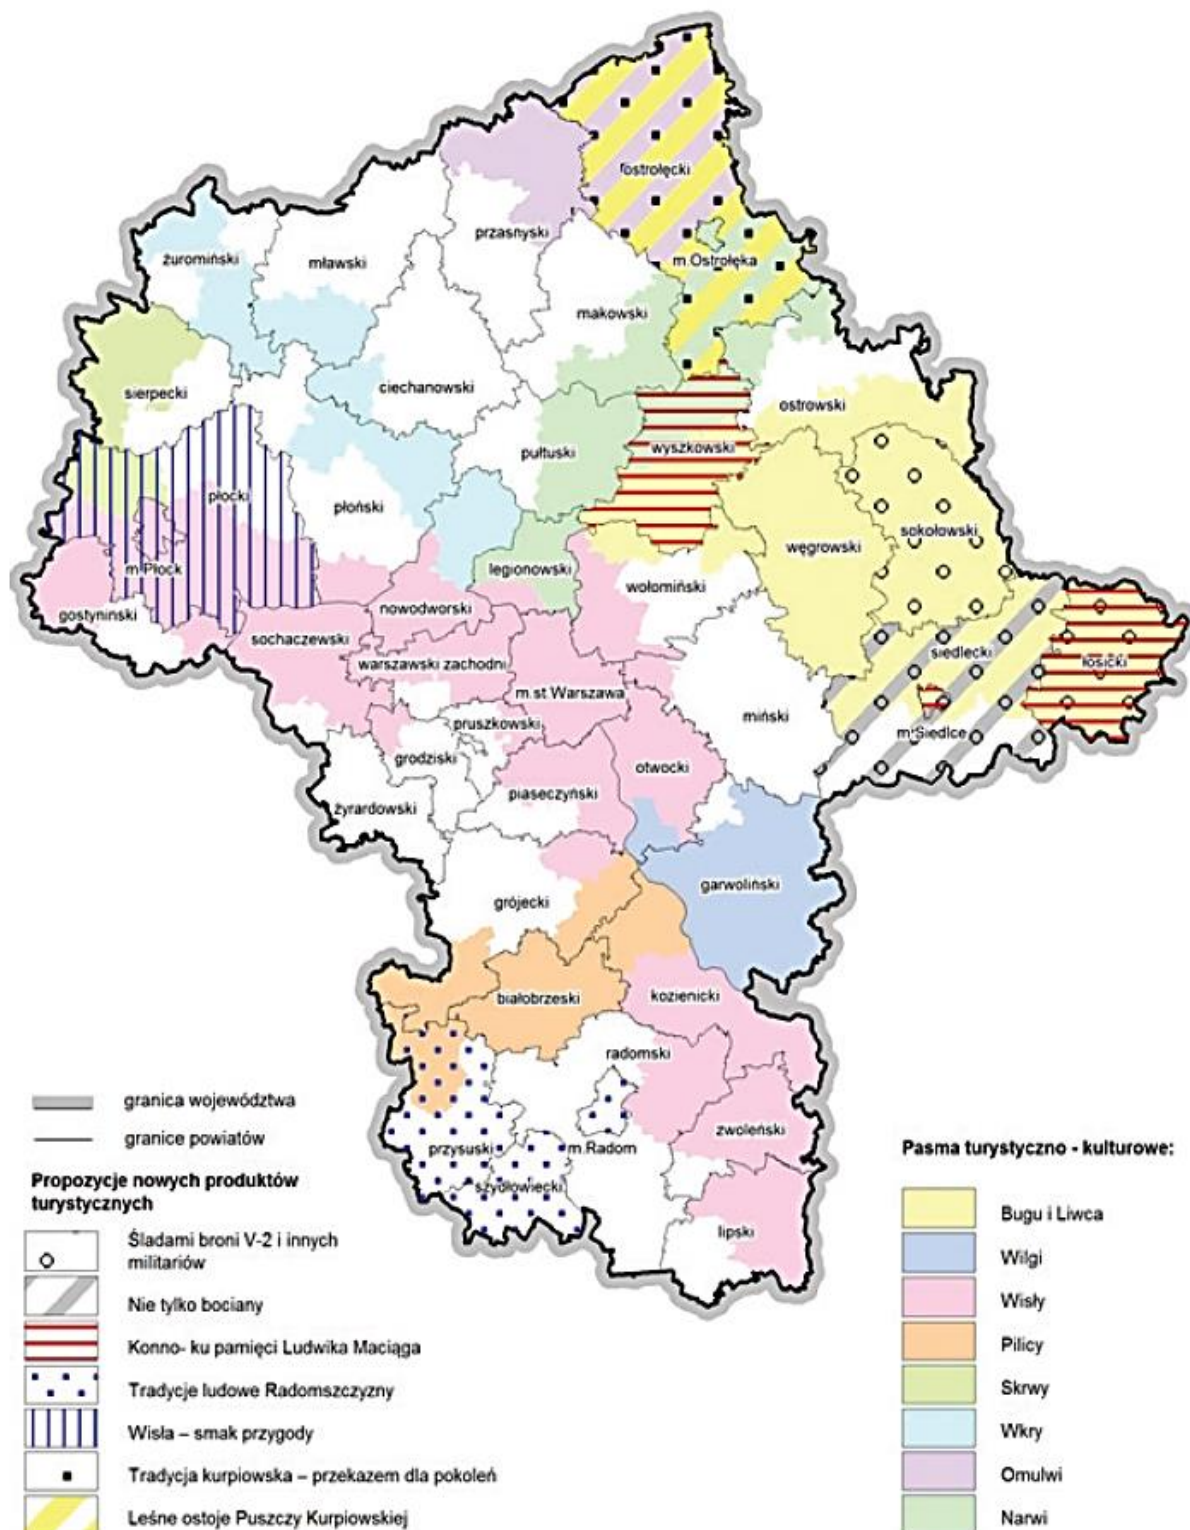 ostrołęcki
przasnyski
żuromiński
mławski
m.Ostrołęka
makowski
sierpecki
ciechanowski
ostrowski
pułtuski
wyszkowski
płocki
płoński
sokołowski
węgrowski
m.Płock
legionowski
wołomiński
gostyniński
nowodworski
sochaczewski
siedlecki
łosicki
warszawski zachodni
m.st Warszawa
miński
pruszkowski
m.Siedlce
grodziski
otwocki
piaseczyński
żyrardowski
garwoliński
grójecki
białobrzeski
kozienicki
radomski
zwoleński
przysuski
m.Radom
szydłowiecki
lipski
granica województwa
granice powiatów
Propozycje nowych produktów
turystycznych
Śladami broni V-2 i innych
militariów
Nie tylko bociany
Konno- ku pamięci Ludwika Maciąga
Tradycje ludowe Radomszczyzny
Wisła – smak przygody
Tradycja kurpiowska – przekazem dla pokoleń
Leśne ostoje Puszczy Kurpiowskiej
Pasma turystyczno - kulturowe:
Bugu i Liwca
Wilgi
Wisły
Pilicy
Skrwy
Wkry
Omulwi
Narwi